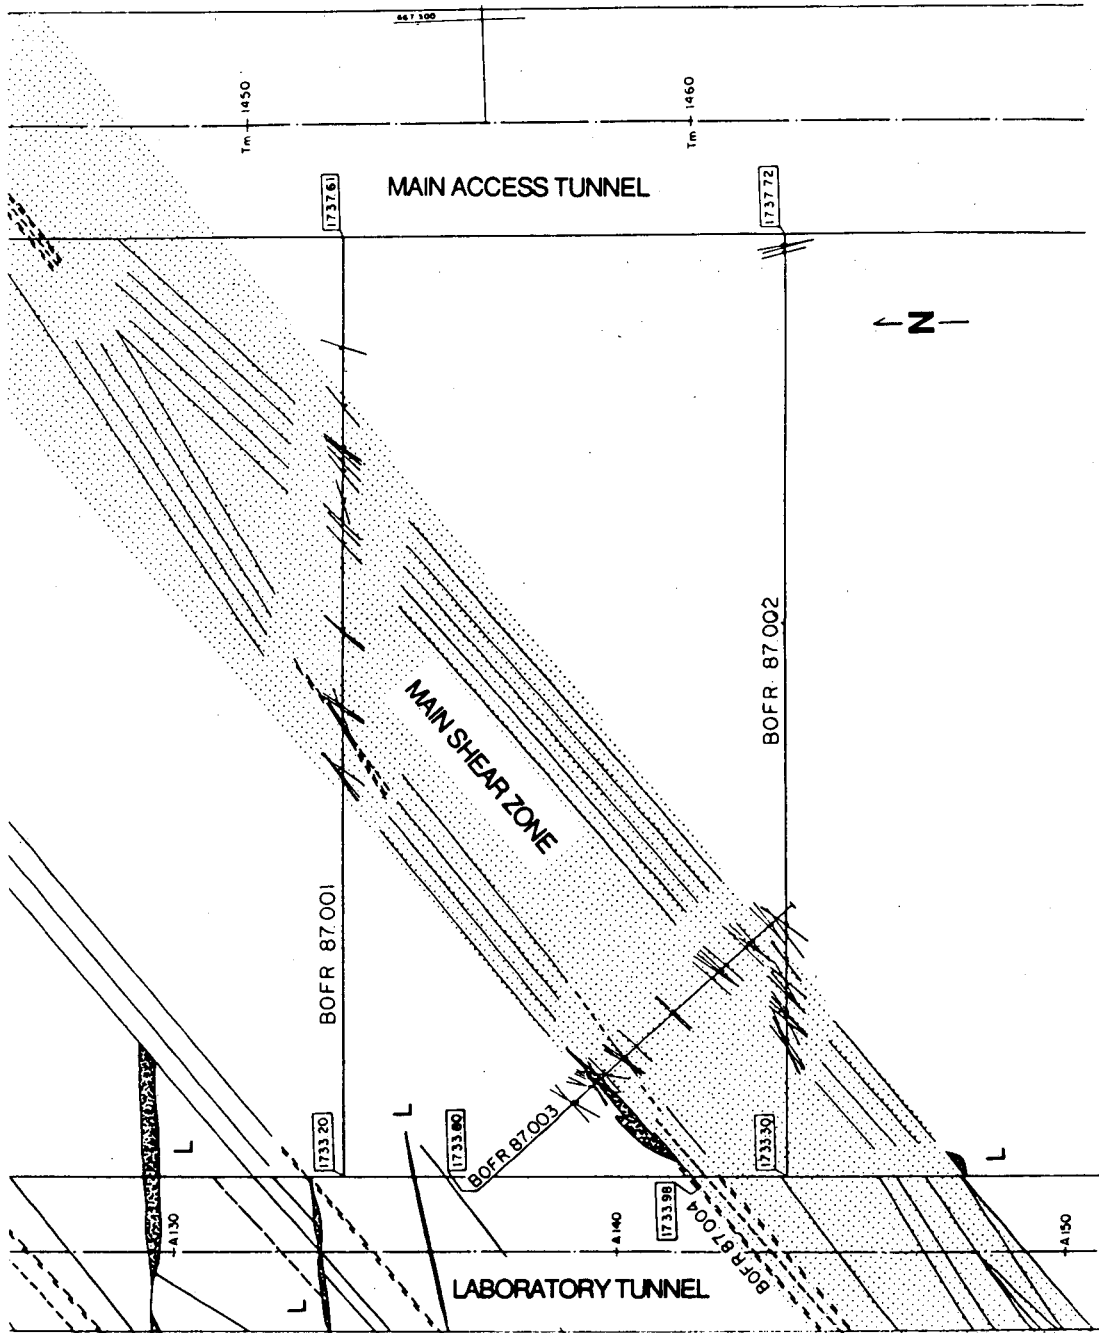 667 500
Tm 1450
Tm 1460
1737.61
MAIN ACCESS TUNNEL
1737.72
N
BOFR 87.002
MAIN SHEAR ZONE
BOFR 87.001
L
1733.20
L
1733.80
BOFR 87.003
1733.30
L
1733.98
BOFR 87.004
A130
A140
A150
L
LABORATORY TUNNEL